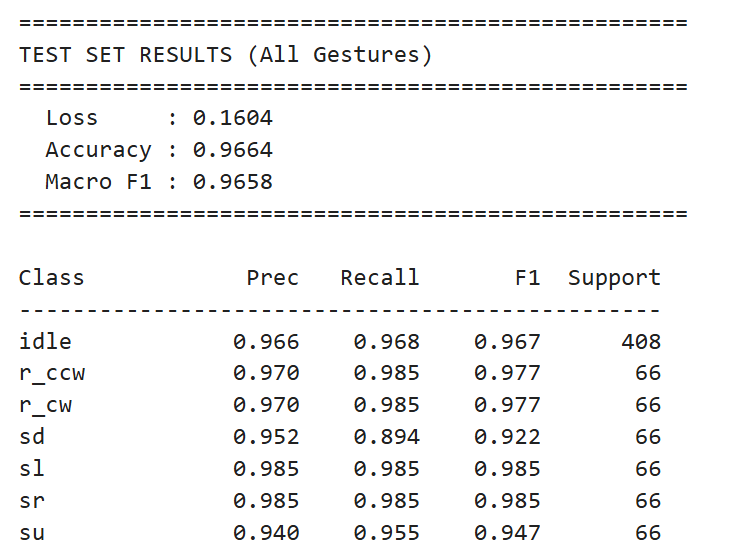 ==================================================
TEST SET RESULTS (All Gestures)
==================================================
  Loss     : 0.1604
  Accuracy : 0.9664
  Macro F1 : 0.9658
==================================================

Class            Prec   Recall       F1  Support
------------------------------------------------
idle            0.966    0.968    0.967      408
r_ccw           0.970    0.985    0.977       66
r_cw            0.970    0.985    0.977       66
sd              0.952    0.894    0.922       66
sl              0.985    0.985    0.985       66
sr              0.985    0.985    0.985       66
su              0.940    0.955    0.947       66